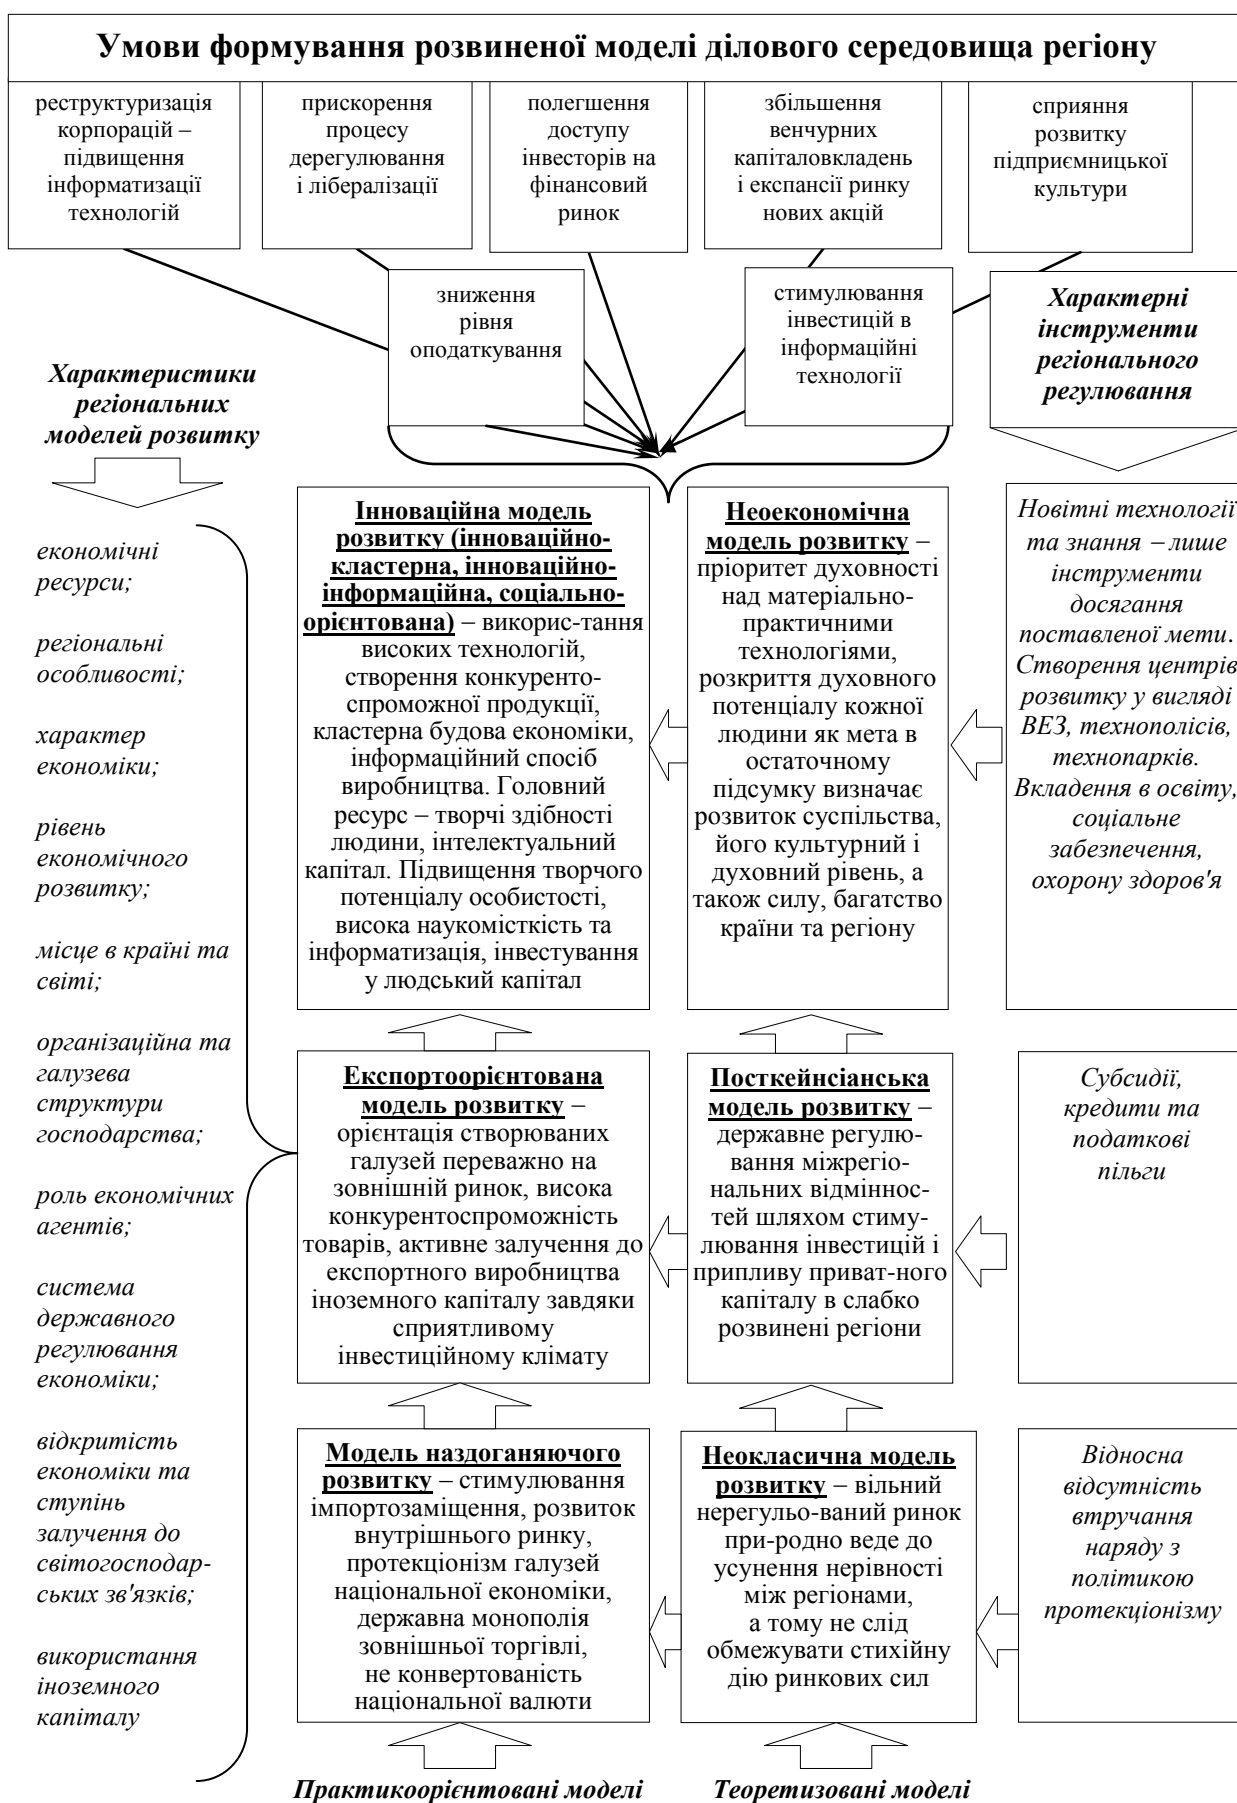 Умови формування розвиненої моделі ділового середовища регіону
реструктуризація
корпорацій –
підвищення
інформатизації
технологій
прискорення
процесу
дерегулювання
і лібералізації
полегшення
доступу
інвесторів на
фінансовий
ринок
збільшення
венчурних
капіталовкладень
і експансії ринку
нових акцій
сприяння
розвитку
підприємницької
культури
зниження
рівня
оподаткування
стимулювання
інвестицій в
інформаційні
технології
Характерні
інструменти
регіонального
регулювання
Характеристики
регіональних
моделей розвитку
економічні
ресурси;
регіональні
особливості;
характер
економіки;
рівень
економічного
розвитку;
місце в країні та
світі;
організаційна та
галузева
структури
господарства;
роль економічних
агентів;
система
державного
регулювання
економіки;
відкритість
економіки та
ступінь
залучення до
світогосподар-
ських зв'язків;
використання
іноземного
капіталу
Інноваційна модель
розвитку (інноваційно-
кластерна, інноваційно-
інформаційна, соціально-
орієнтована) – викорис-тання
високих технологій,
створення конкуренто-
спроможної продукції,
кластерна будова економіки,
інформаційний спосіб
виробництва. Головний
ресурс – творчі здібності
людини, інтелектуальний
капітал. Підвищення творчого
потенціалу особистості,
висока наукомісткість та
інформатизація, інвестування
у людський капітал
Неоекономічна
модель розвитку –
пріоритет духовності
над матеріально-
практичними
технологіями,
розкриття духовного
потенціалу кожної
людини як мета в
остаточному
підсумку визначає
розвиток суспільства,
його культурний і
духовний рівень, а
також силу, багатство
країни та регіону
Новітні технології
та знання – лише
інструменти
досягання
поставленої мети.
Створення центрів
розвитку у вигляді
ВЕЗ, технополісів,
технопарків.
Вкладення в освіту,
соціальне
забезпечення,
охорону здоров'я
Експортоорієнтована
модель розвитку –
орієнтація створюваних
галузей переважно на
зовнішній ринок, висока
конкурентоспроможність
товарів, активне залучення до
експортного виробництва
іноземного капіталу завдяки
сприятливому
інвестиційному клімату
Посткейнсіанська
модель розвитку –
державне регулю-
вання міжрегіо-
нальних відміннос-
тей шляхом стиму-
лювання інвестицій і
припливу приват-ного
капіталу в слабко
розвинені регіони
Субсидії,
кредити та
податкові
пільги
Модель наздоганяючого
розвитку – стимулювання
імпортозаміщення, розвиток
внутрішнього ринку,
протекціонізм галузей
національної економіки,
державна монополія
зовнішньої торгівлі,
не конвертованість
національної валюти
Неокласична модель
розвитку – вільний
нерегульо-ваний ринок
при-родно веде до
усунення нерівності
між регіонами,
а тому не слід
обмежувати стихійну
дію ринкових сил
Відносна
відсутність
втручання
наряду з
політикою
протекціонізму
Практикоорієнтовані моделі
Теоретизовані моделі